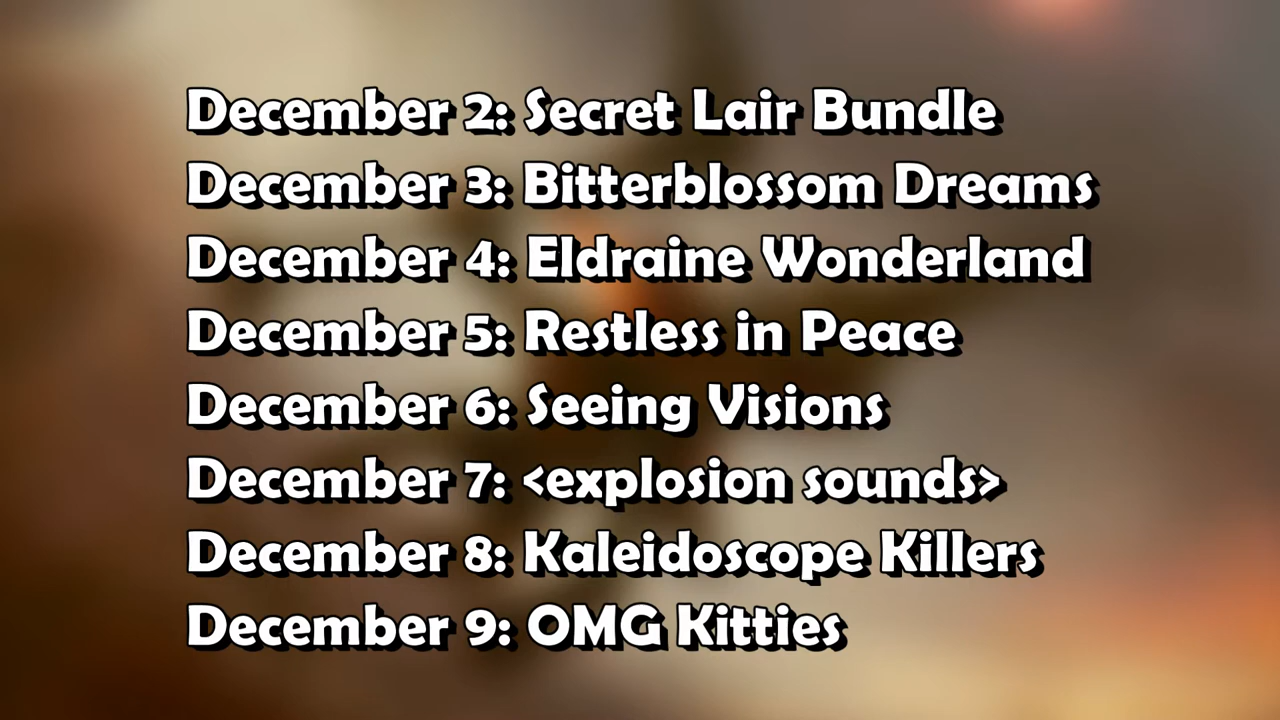 December 2: Secret Lair Bundle
December 3: Bitterblossom Dreams
December 4: Eldraine Wonderland
December 5: Restless in Peace
December 6: Seeing Visions
December 7: <explosion sounds>
December 8: Kaleidoscope Killers
December 9: OMG Kitties